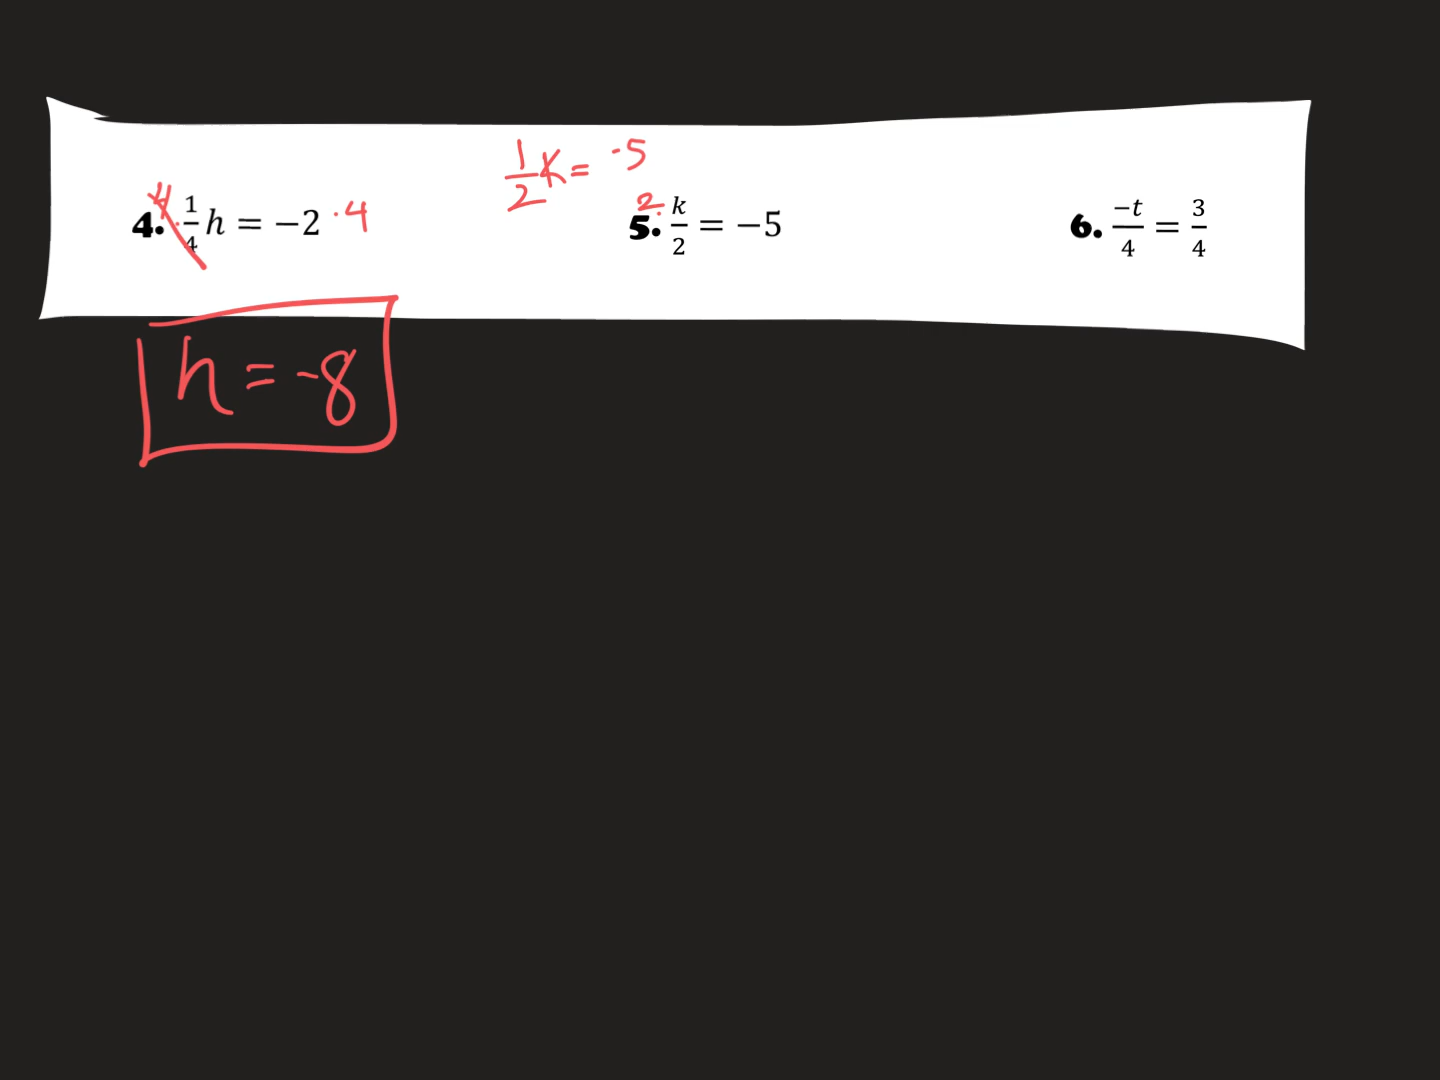 1/2 K = -5
4 · 4. 1/4 h = −2 · 4
2 · 5. k/2 = −5
6. −t/4 = 3/4
h = -8